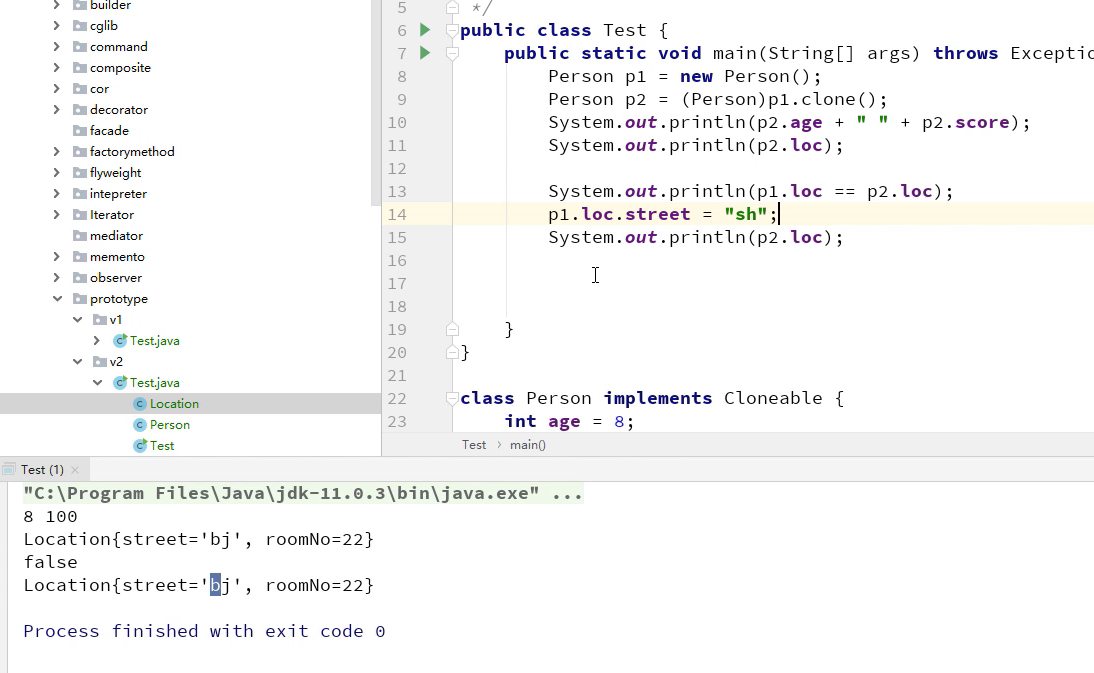 builder
cglib
command
composite
cor
decorator
facade
factorymethod
flyweight
intepreter
Iterator
mediator
memento
observer
prototype
v1
Test.java
v2
Test.java
Location
Person
Test
5 */
6 public class Test {
7 public static void main(String[] args) throws Exceptio
8 Person p1 = new Person();
9 Person p2 = (Person)p1.clone();
10 System.out.println(p2.age + " " + p2.score);
11 System.out.println(p2.loc);
12
13 System.out.println(p1.loc == p2.loc);
14 p1.loc.street = "sh";
15 System.out.println(p2.loc);
16
17
18
19 }
20 }
21
22 class Person implements Cloneable {
23 int age = 8;
Test › main()
Test (1) ×
"C:\Program Files\Java\jdk-11.0.3\bin\java.exe" ...
8 100
Location{street='bj', roomNo=22}
false
Location{street='bj', roomNo=22}
Process finished with exit code 0